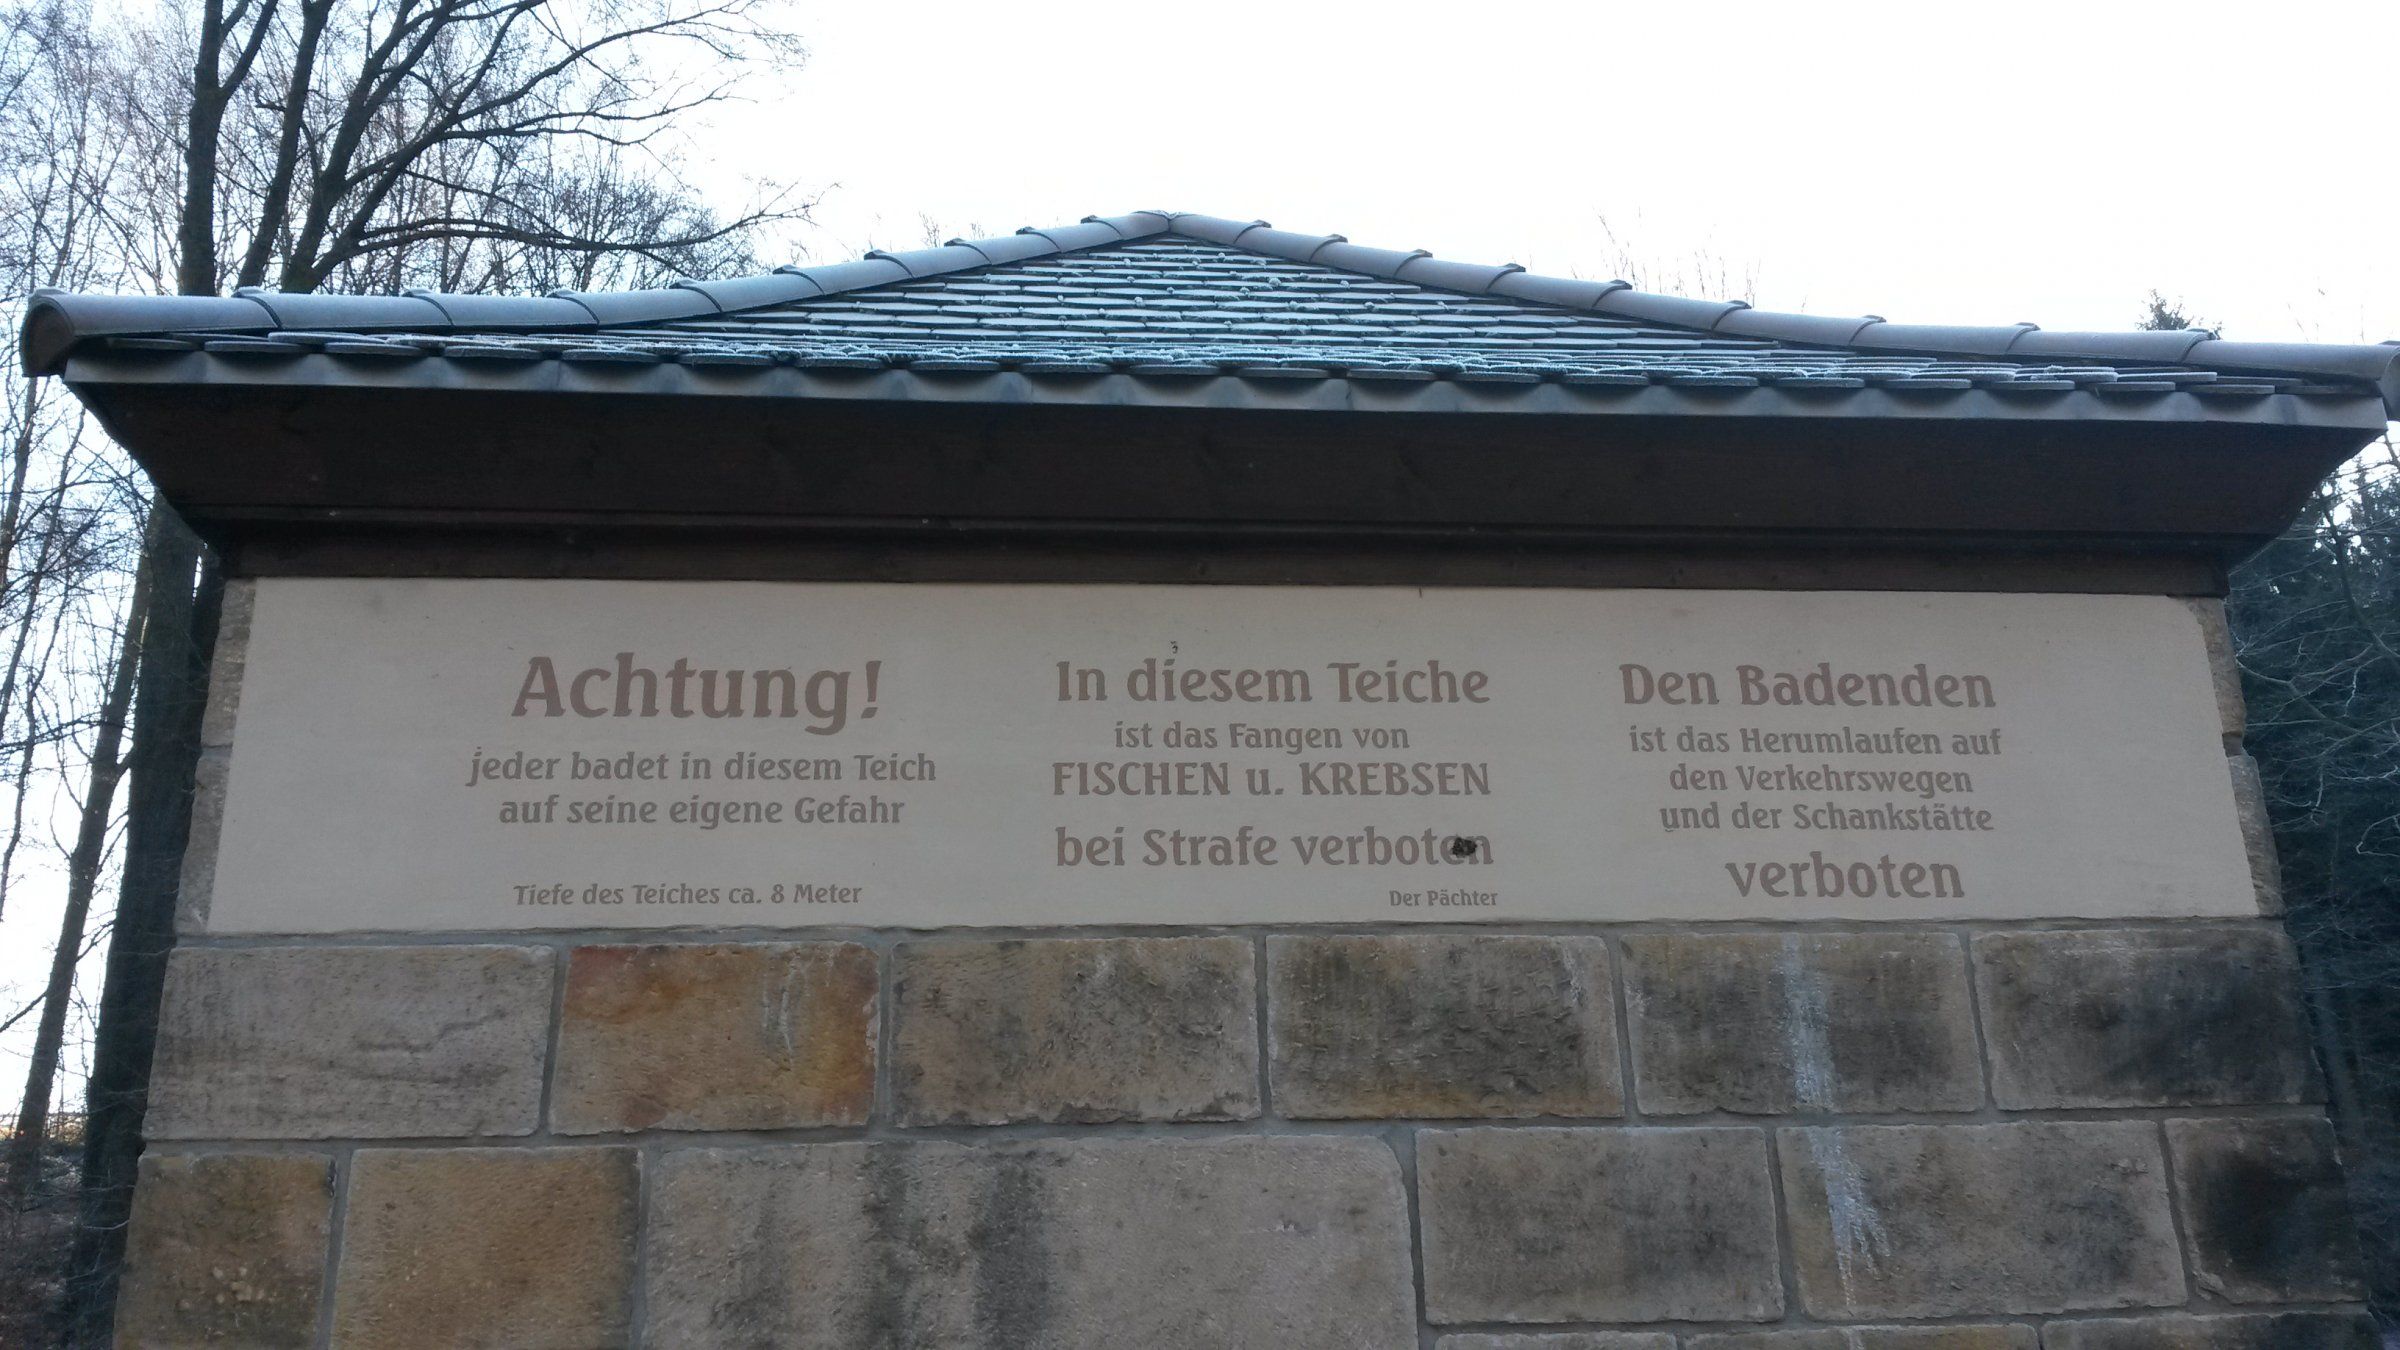 Achtung!
jeder badet in diesem Teich
auf seine eigene Gefahr
Tiefe des Teiches ca. 8 Meter
In diesem Teiche
ist das Fangen von
FISCHEN u. KREBSEN
bei Strafe verboten
Der Pächter
Den Badenden
ist das Herumlaufen auf
den Verkehrswegen
und der Schankstätte
verboten